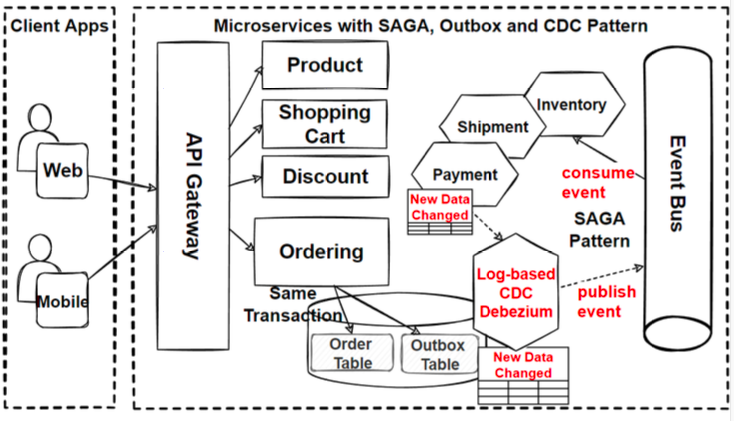 Client Apps
Microservices with SAGA, Outbox and CDC Pattern
Web
Mobile
API Gateway
Product
Shopping
Cart
Discount
Ordering
Same
Transaction
Order
Table
Outbox
Table
Inventory
Shipment
Payment
New Data
Changed
Log-based
CDC
Debezium
New Data
Changed
consume
event
SAGA
Pattern
publish
event
Event Bus